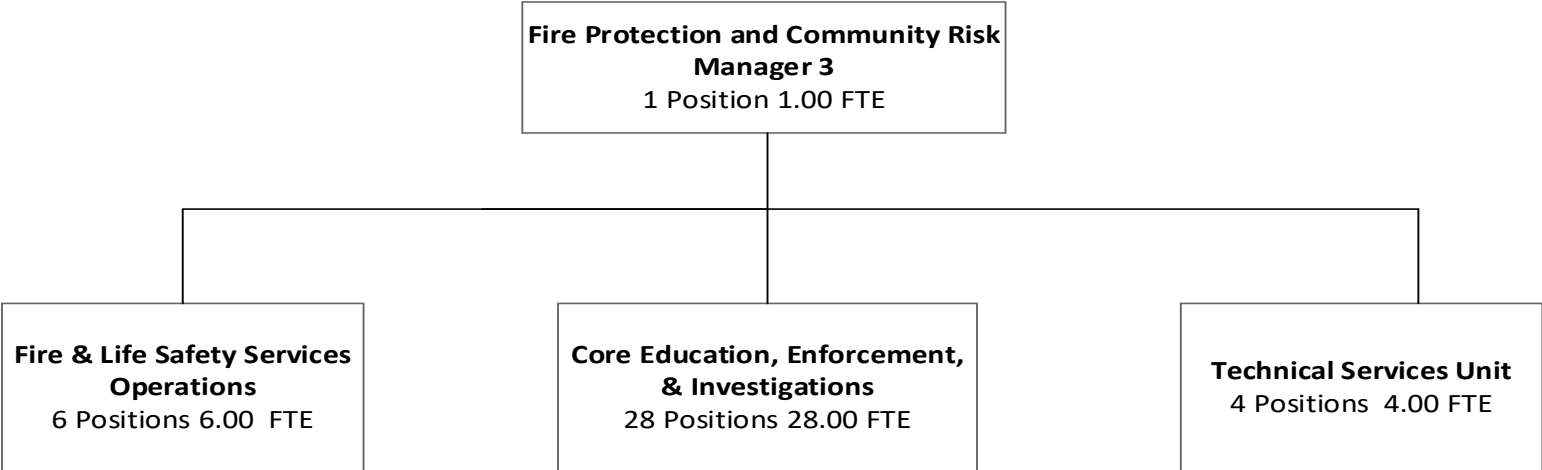 Fire Protection and Community Risk
Manager 3
1 Position 1.00 FTE
Fire & Life Safety Services
Operations
6 Positions 6.00 FTE
Core Education, Enforcement,
& Investigations
28 Positions 28.00 FTE
Technical Services Unit
4 Positions 4.00 FTE